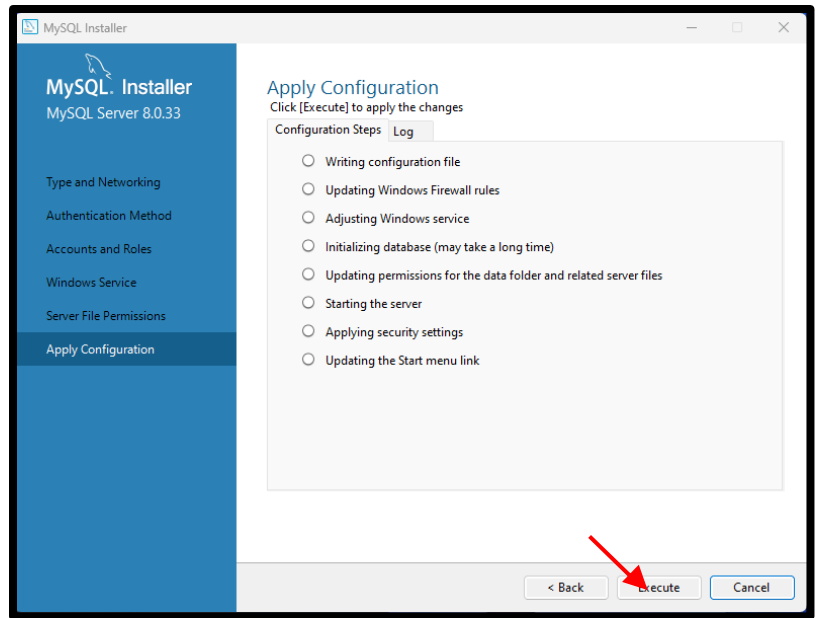 MySQL Installer
MySQL. Installer
MySQL Server 8.0.33
Type and Networking
Authentication Method
Accounts and Roles
Windows Service
Server File Permissions
Apply Configuration
Apply Configuration
Click [Execute] to apply the changes
Configuration Steps Log
Writing configuration file
Updating Windows Firewall rules
Adjusting Windows service
Initializing database (may take a long time)
Updating permissions for the data folder and related server files
Starting the server
Applying security settings
Updating the Start menu link
< Back Execute Cancel